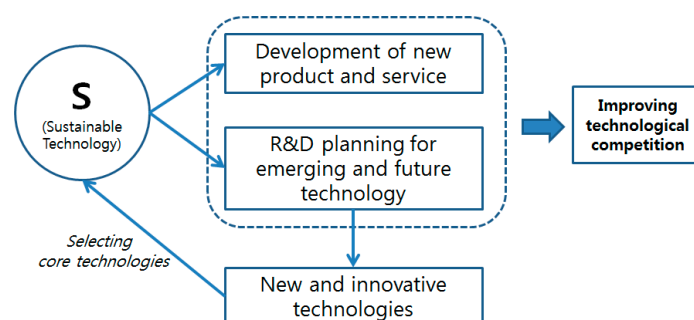 S
(Sustainable
Technology)
Development of new
product and service
R&D planning for
emerging and future
technology
Improving
technological
competition
Selecting
core technologies
New and innovative
technologies